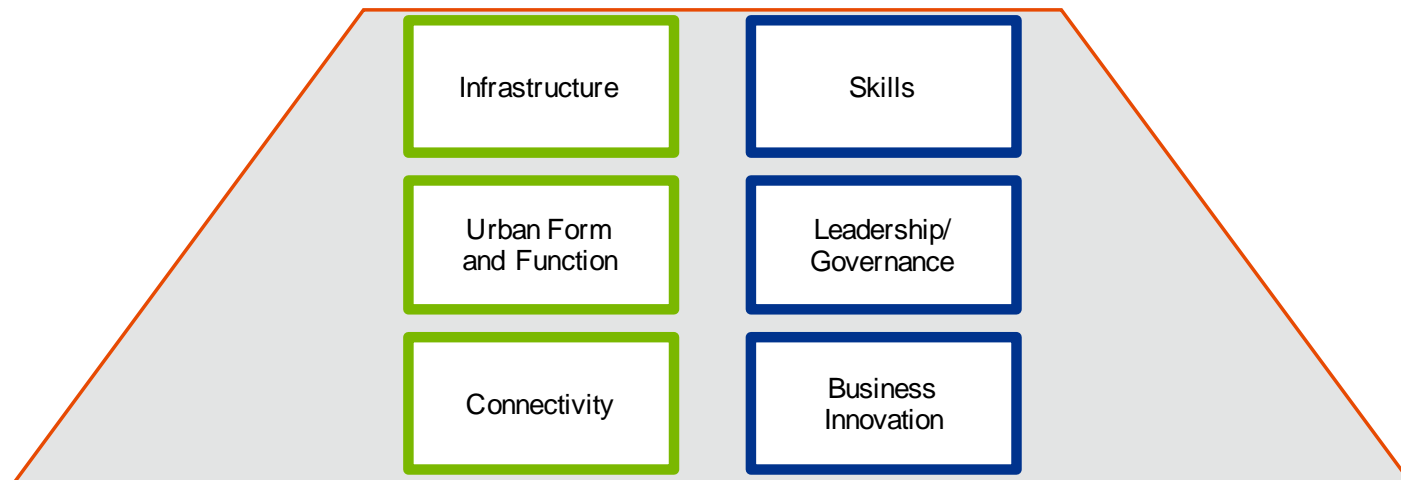 Infrastructure
Skills
Urban Form
and Function
Leadership/
Governance
Connectivity
Business
Innovation